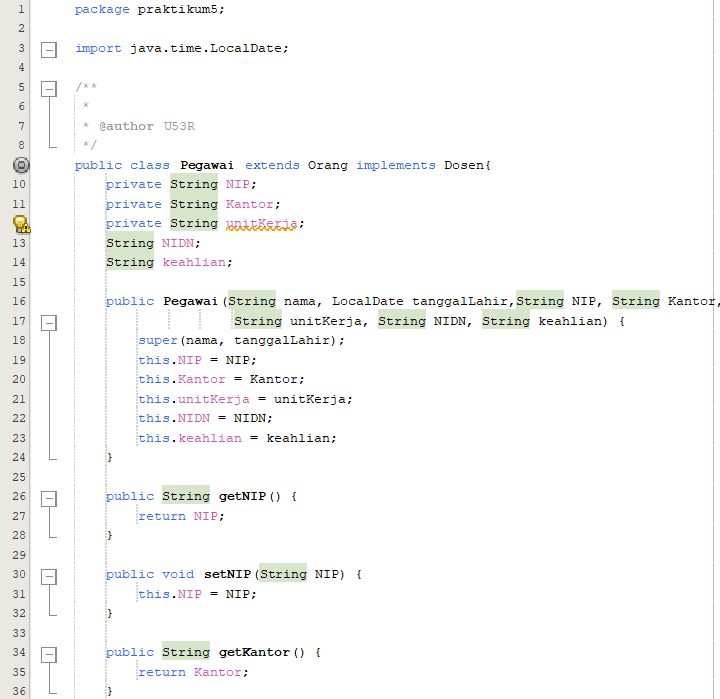 1 package praktikum5;
2
3 import java.time.LocalDate;
4
5 /**
6  *
7  * @author U53R
8  */
public class Pegawai extends Orang implements Dosen{
10     private String NIP;
11     private String Kantor;
private String unitKerja;
13     String NIDN;
14     String keahlian;
15
16     public Pegawai(String nama, LocalDate tanggalLahir,String NIP, String Kantor,
17                     String unitKerja, String NIDN, String keahlian) {
18         super(nama, tanggalLahir);
19         this.NIP = NIP;
20         this.Kantor = Kantor;
21         this.unitKerja = unitKerja;
22         this.NIDN = NIDN;
23         this.keahlian = keahlian;
24     }
25
26     public String getNIP() {
27         return NIP;
28     }
29
30     public void setNIP(String NIP) {
31         this.NIP = NIP;
32     }
33
34     public String getKantor() {
35         return Kantor;
36     }